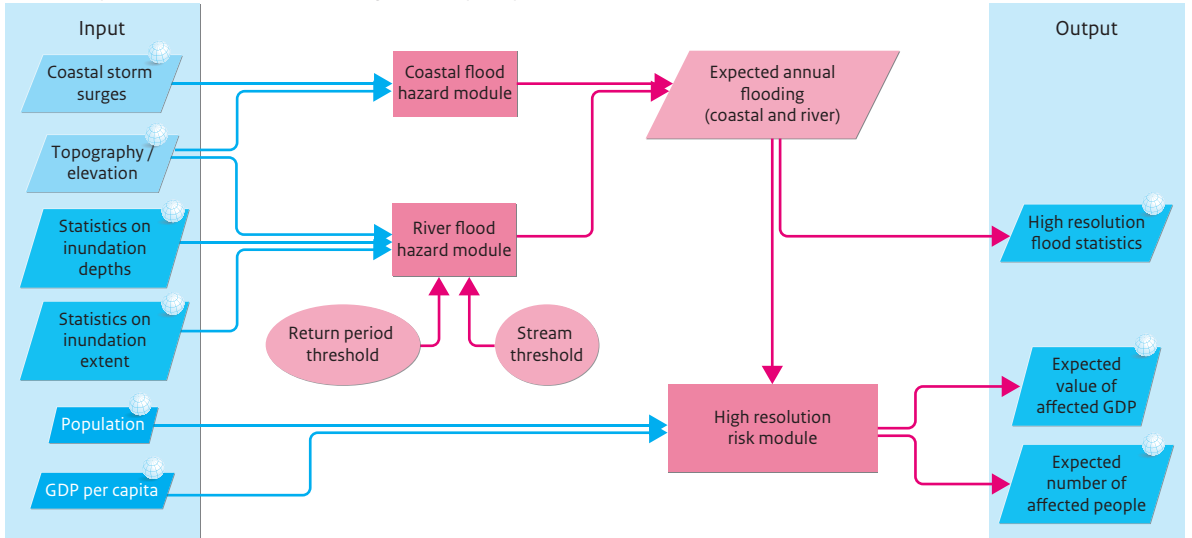 Input
Output
Coastal storm
surges
Coastal flood
hazard module
Expected annual
flooding
(coastal and river)
Topography /
elevation
Statistics on
inundation
depths
River flood
hazard module
High resolution
flood statistics
Statistics on
inundation
extent
Return period
threshold
Stream
threshold
Expected
value of
affected GDP
Population
High resolution
risk module
GDP per capita
Expected
number of
affected people